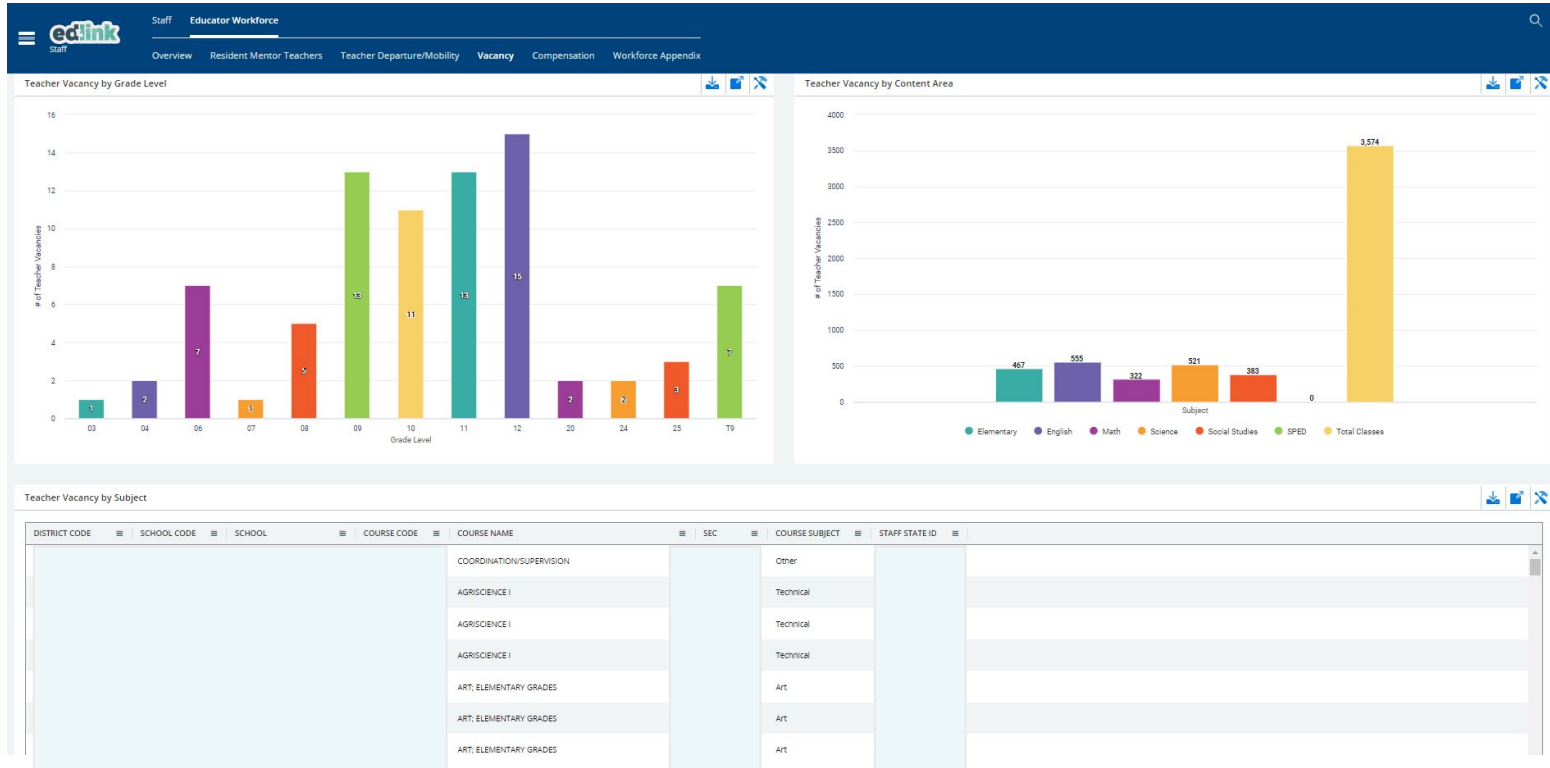 edlink
Staff
Staff Educator Workforce
Overview Resident Mentor Teachers Teacher Departure/Mobility Vacancy Compensation Workforce Appendix
Teacher Vacancy by Grade Level
16
14
12
10
8
6
4
2
0
# of Teacher Vacancies
1
2
7
1
5
13
11
13
15
2
2
3
7
03 04 06 07 08 09 10 11 12 20 24 25 T9
Grade Level
Teacher Vacancy by Content Area
4000
3500
3000
2500
2000
1500
1000
500
0
# of Teacher Vacancies
467
555
322
521
383
0
3,574
Subject
Elementary English Math Science Social Studies SPED Total Classes
Teacher Vacancy by Subject
DISTRICT CODE SCHOOL CODE SCHOOL COURSE CODE COURSE NAME SEC COURSE SUBJECT STAFF STATE ID
COORDINATION/SUPERVISION Other
AGRISCIENCE I Technical
AGRISCIENCE I Technical
AGRISCIENCE I Technical
ART; ELEMENTARY GRADES Art
ART; ELEMENTARY GRADES Art
ART; ELEMENTARY GRADES Art